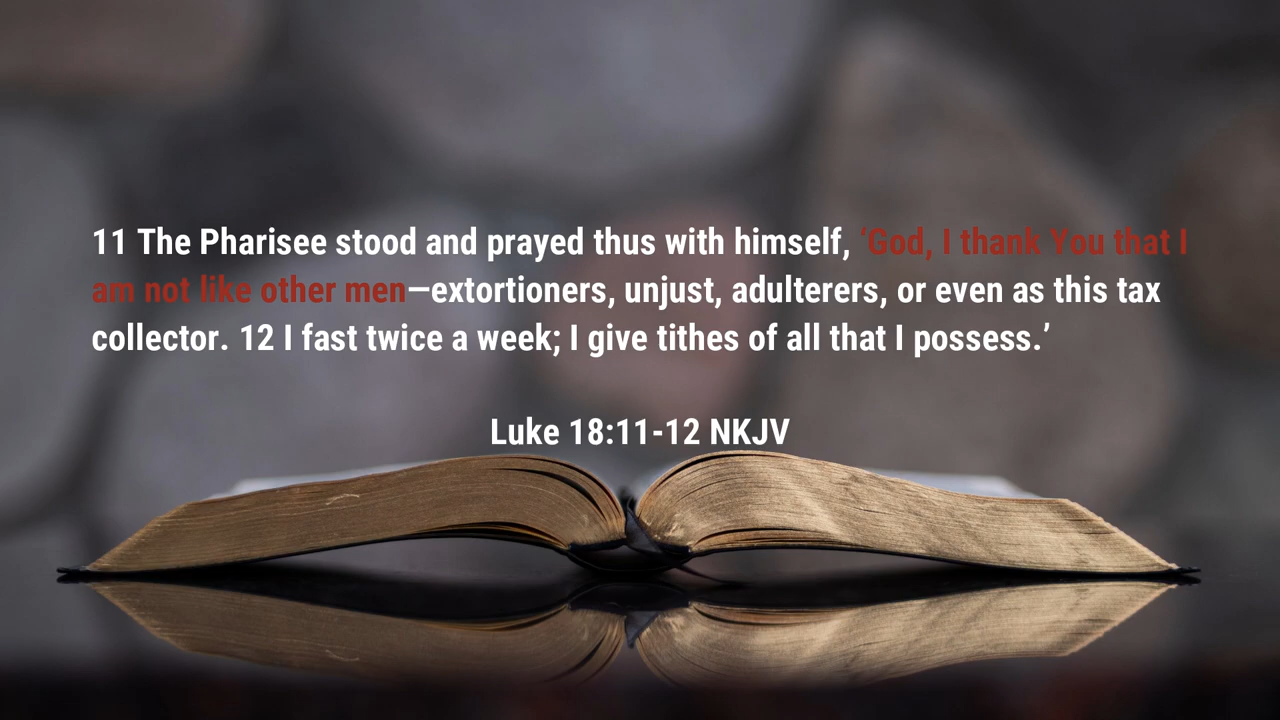 11 The Pharisee stood and prayed thus with himself, ‘God, I thank You that I
am not like other men—extortioners, unjust, adulterers, or even as this tax
collector. 12 I fast twice a week; I give tithes of all that I possess.’
Luke 18:11-12 NKJV